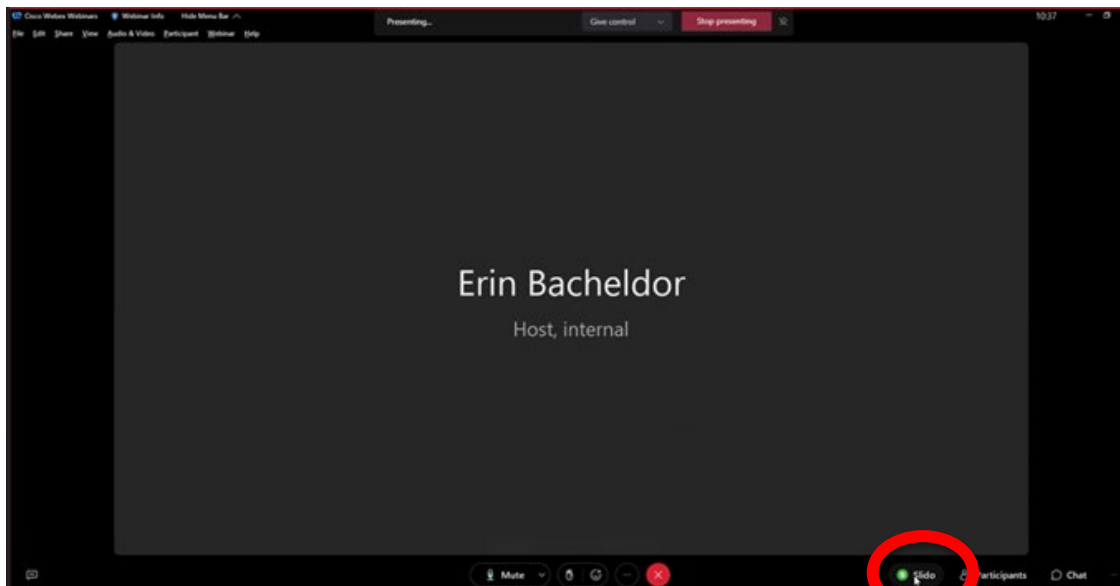 Cisco Webex Webinars Webinar Info Hide Menu Bar
Presenting... Give control Stop presenting
10:37
File Edit Share View Audio & Video Participant Webinar Help
Erin Bacheldor
Host, internal
Mute
Slido Participants Chat